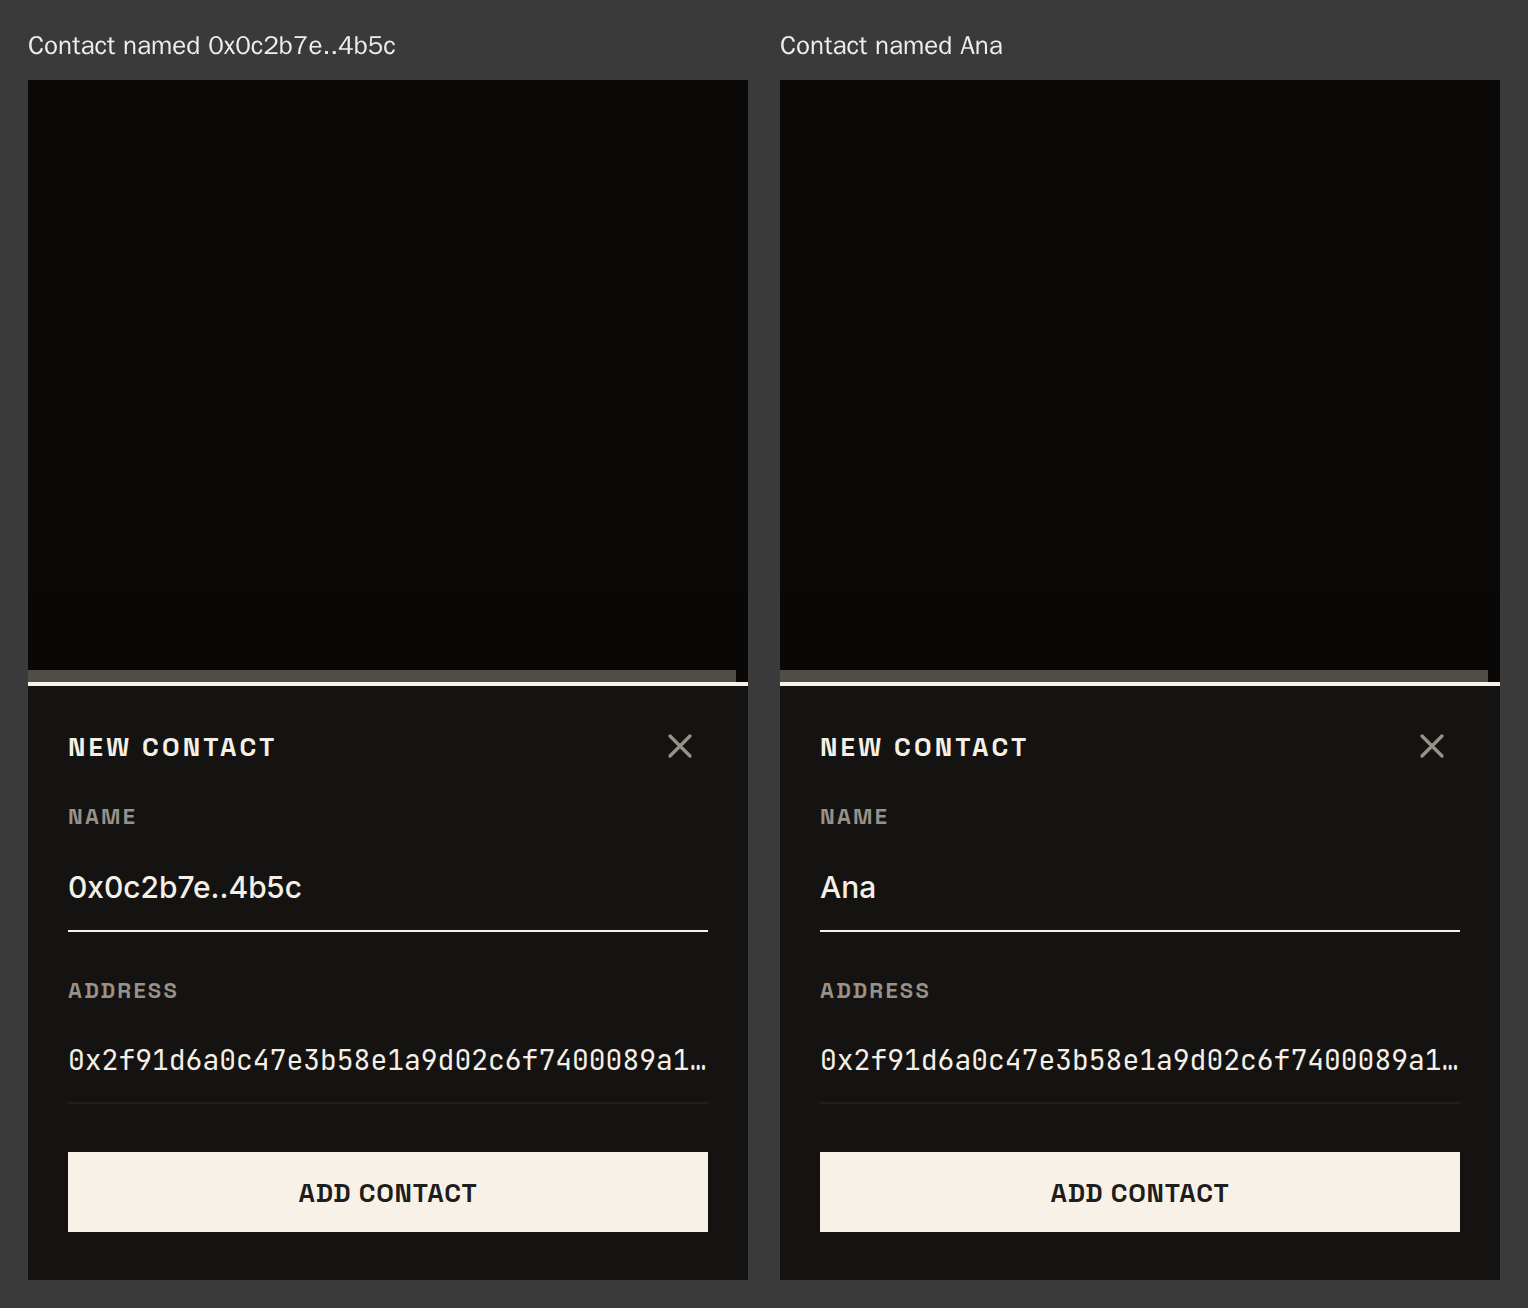 Contact named 0x0c2b7e..4b5c
NEW CONTACT
NAME
0x0c2b7e..4b5c
ADDRESS
0x2f91d6a0c47e3b58e1a9d02c6f7400089a1…
ADD CONTACT
Contact named Ana
NEW CONTACT
NAME
Ana
ADDRESS
0x2f91d6a0c47e3b58e1a9d02c6f7400089a1…
ADD CONTACT